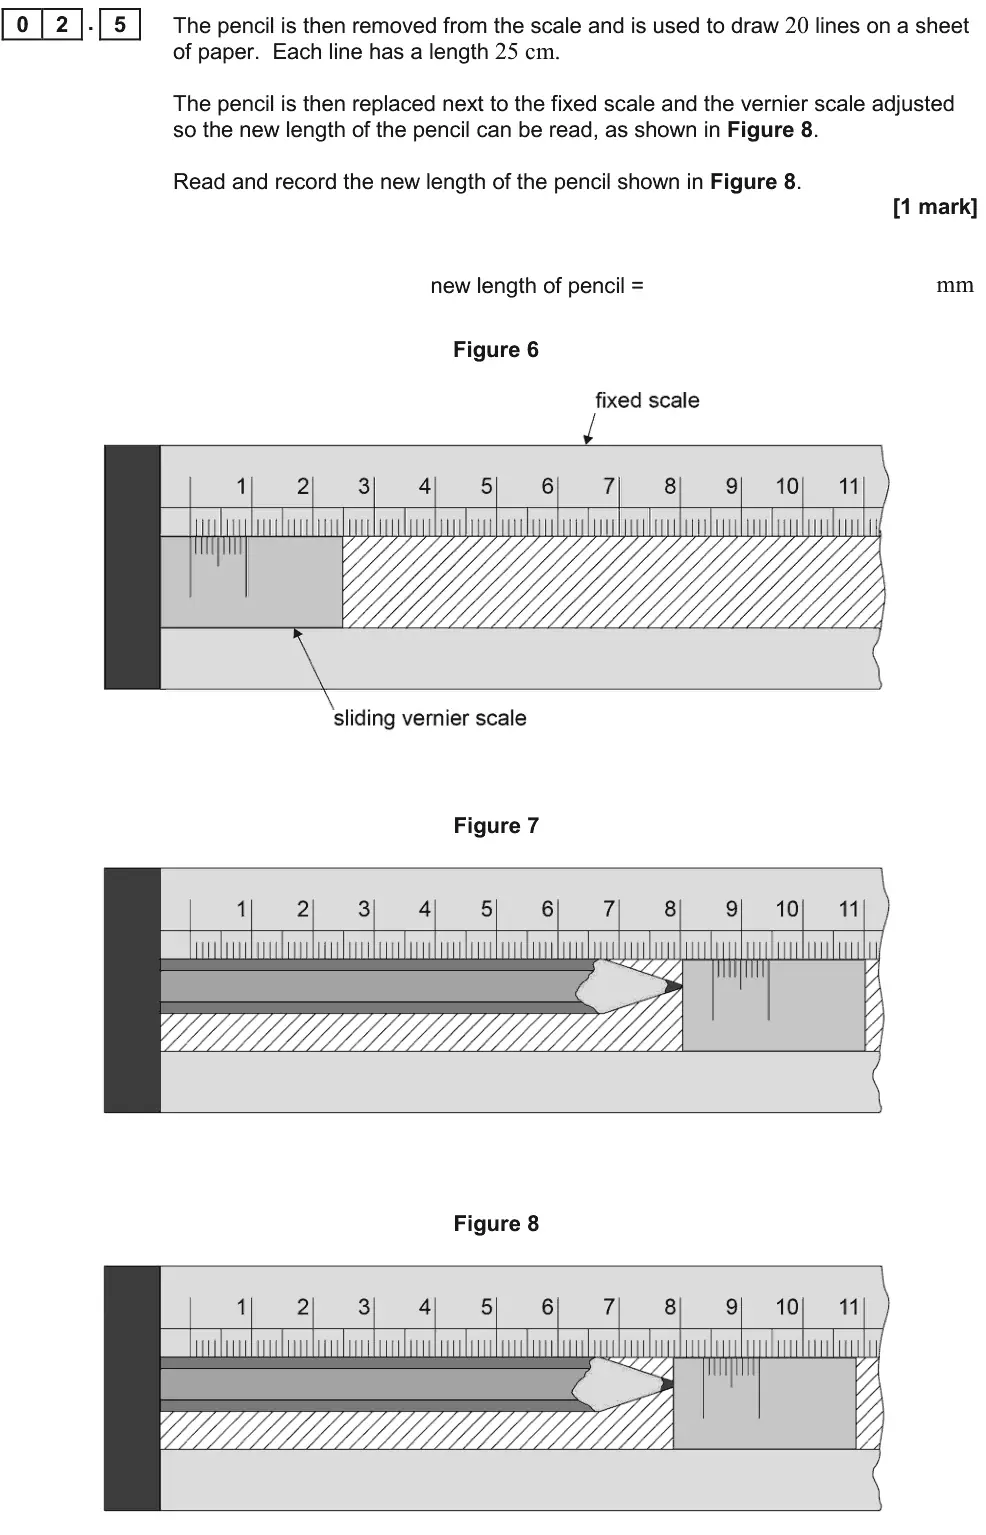 0 2 . 5 The pencil is then removed from the scale and is used to draw 20 lines on a sheet
of paper. Each line has a length 25 cm.
The pencil is then replaced next to the fixed scale and the vernier scale adjusted
so the new length of the pencil can be read, as shown in Figure 8.
Read and record the new length of the pencil shown in Figure 8.
[1 mark]
new length of pencil = mm
Figure 6
fixed scale
1 2 3 4 5 6 7 8 9 10 11
sliding vernier scale
Figure 7
1 2 3 4 5 6 7 8 9 10 11
Figure 8
1 2 3 4 5 6 7 8 9 10 11